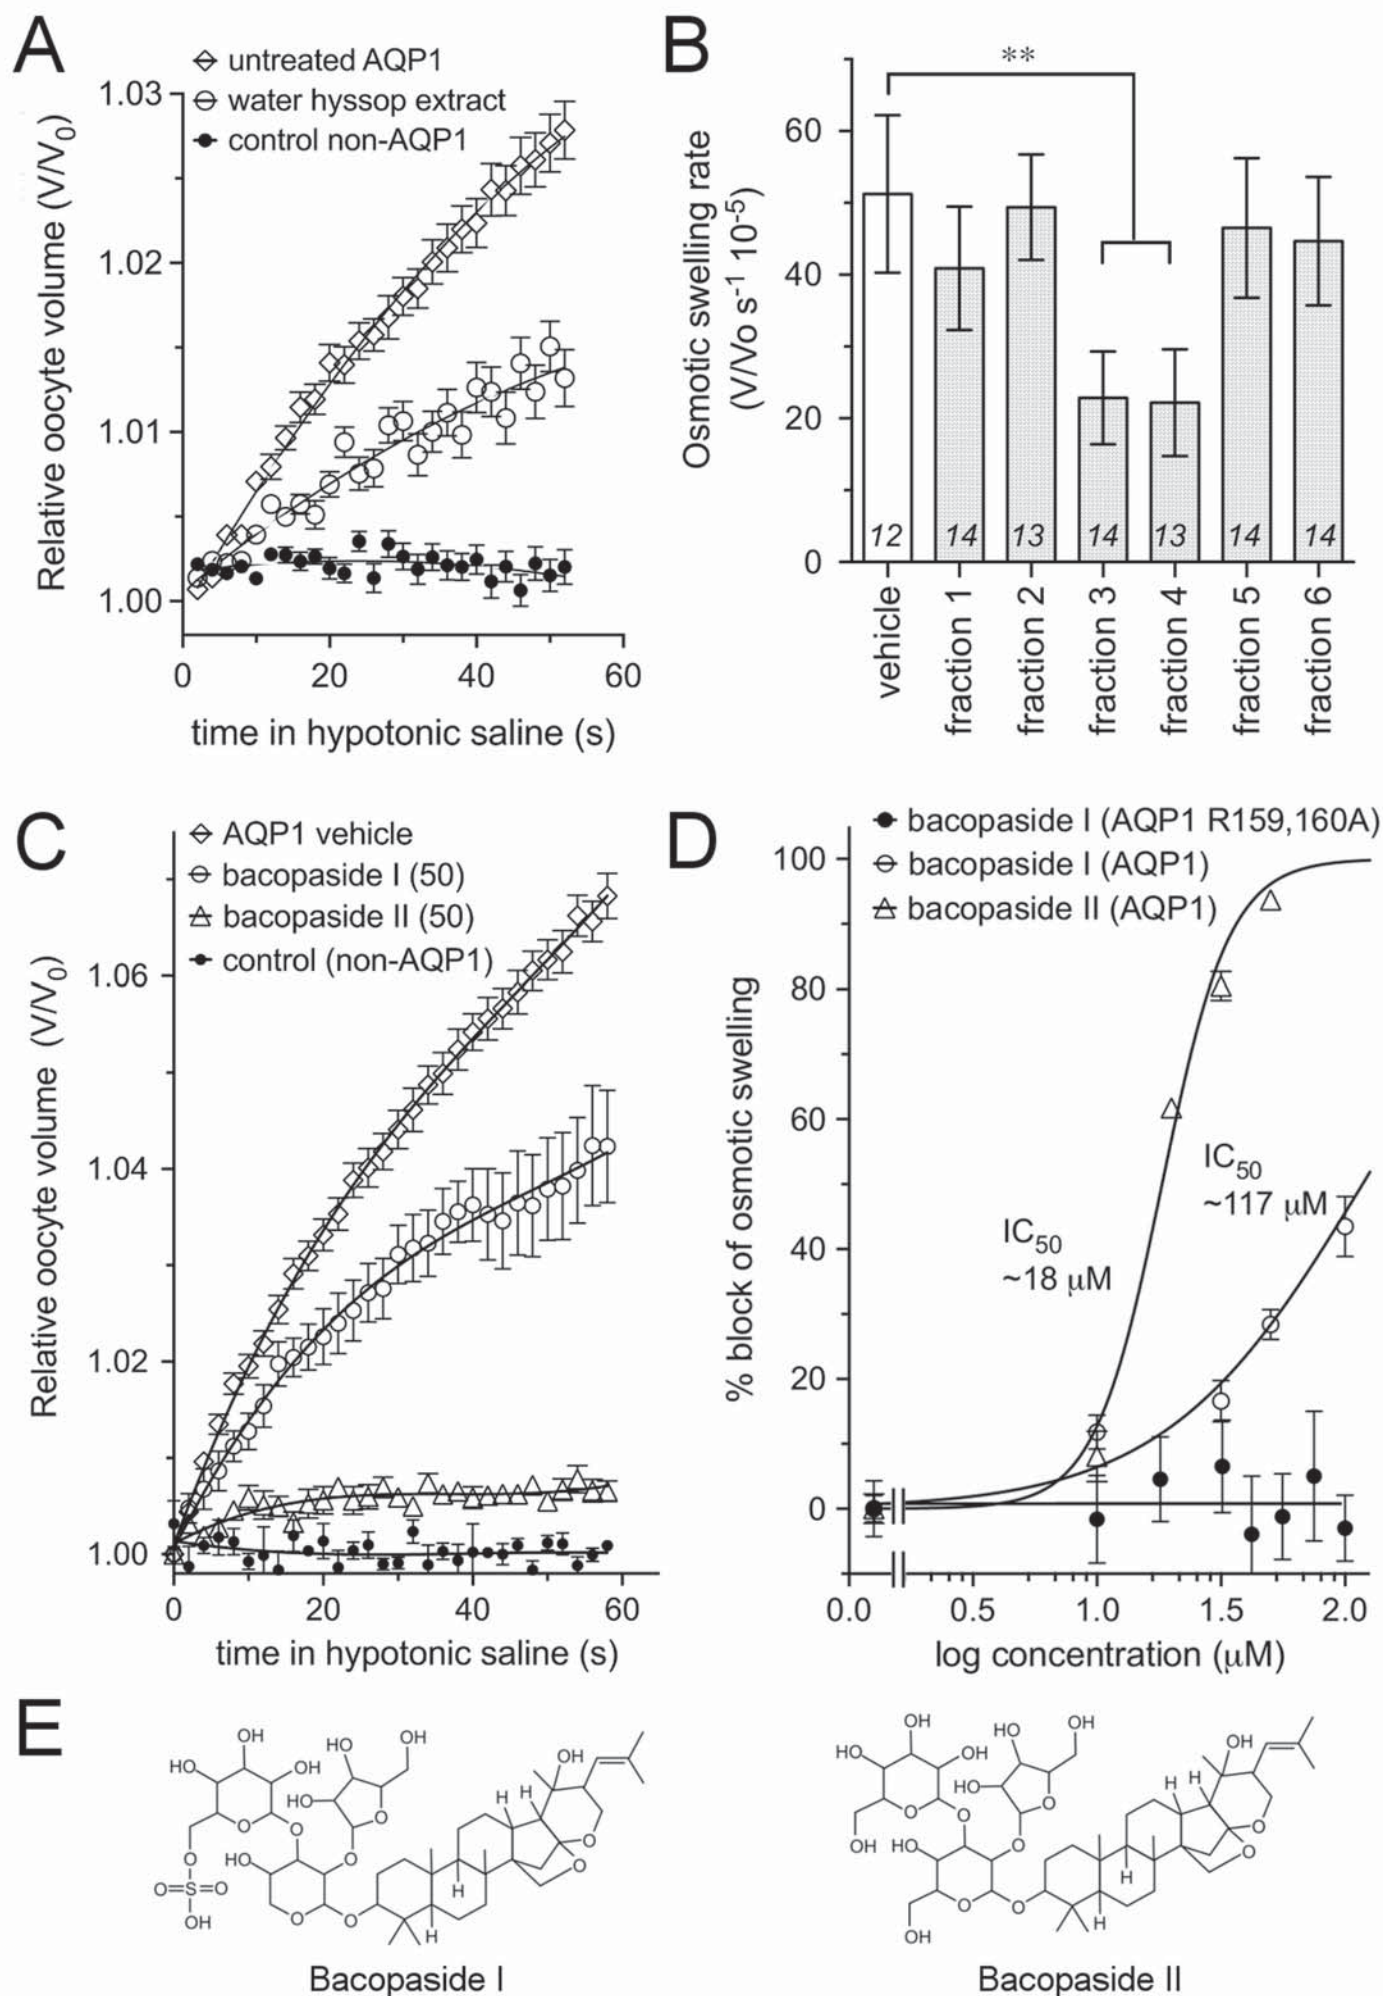 A
untreated AQP1
water hyssop extract
control non-AQP1
1.03
1.02
1.01
1.00
Relative oocyte volume (V/V0)
0
20
40
60
time in hypotonic saline (s)
B
**
60
40
20
0
Osmotic swelling rate
(V/Vo s-1 10-5)
12
14
13
14
13
14
14
vehicle
fraction 1
fraction 2
fraction 3
fraction 4
fraction 5
fraction 6
C
AQP1 vehicle
bacopaside I (50)
bacopaside II (50)
control (non-AQP1)
1.06
1.04
1.02
1.00
Relative oocyte volume (V/V0)
0
20
40
60
time in hypotonic saline (s)
D
bacopaside I (AQP1 R159,160A)
bacopaside I (AQP1)
bacopaside II (AQP1)
100
80
60
40
20
0
% block of osmotic swelling
IC50
~18 µM
IC50
~117 µM
0.0
0.5
1.0
1.5
2.0
log concentration (µM)
E
OH
HO
OH
HO
OH
HO
O
O
O
O
HO
O
O
O
O=S=O
OH
H
H
H
H
OH
O
O
Bacopaside I
OH
HO
OH
HO
OH
HO
O
O
O
O
OH
HO
O
O
OH
H
H
H
H
OH
O
O
Bacopaside II